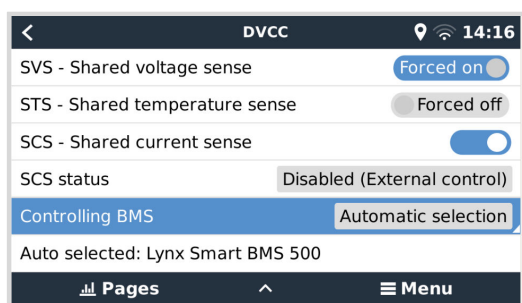 DVCC 14:16
SVS - Shared voltage sense Forced on
STS - Shared temperature sense Forced off
SCS - Shared current sense
SCS status Disabled (External control)
Controlling BMS Automatic selection
Auto selected: Lynx Smart BMS 500
Pages Menu